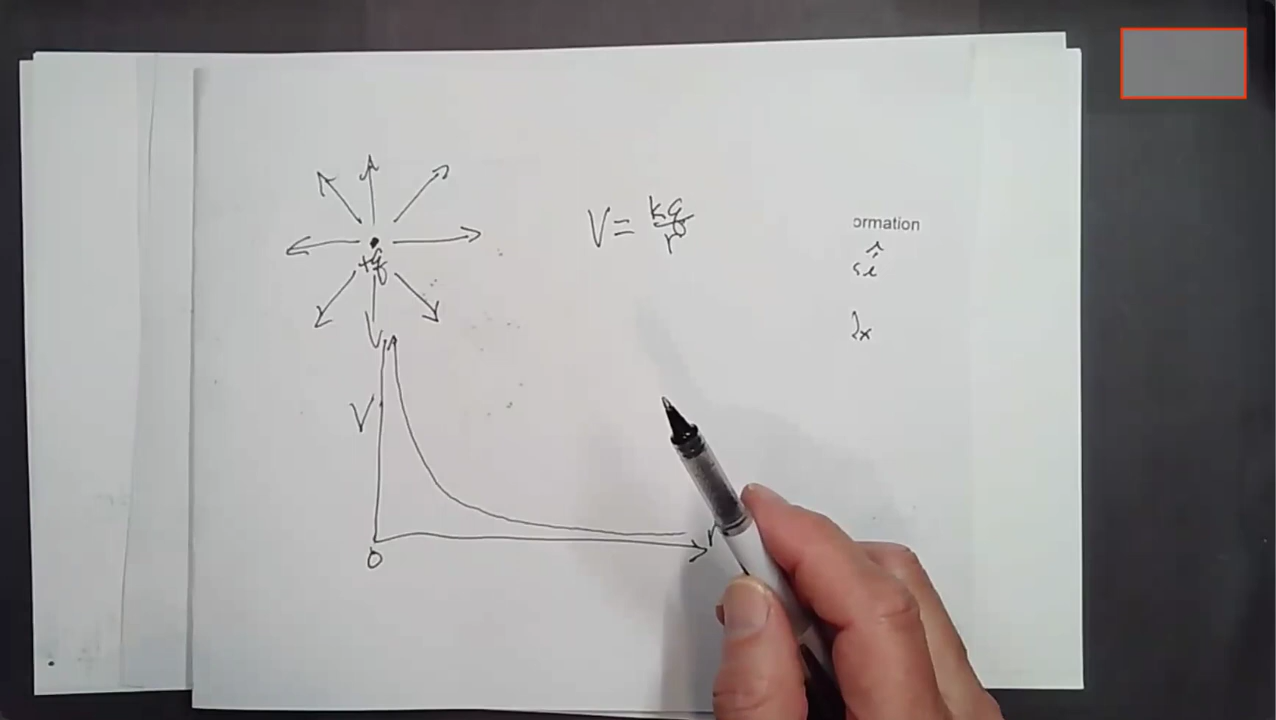 +q
V = kq/r
ormation
V
r
0